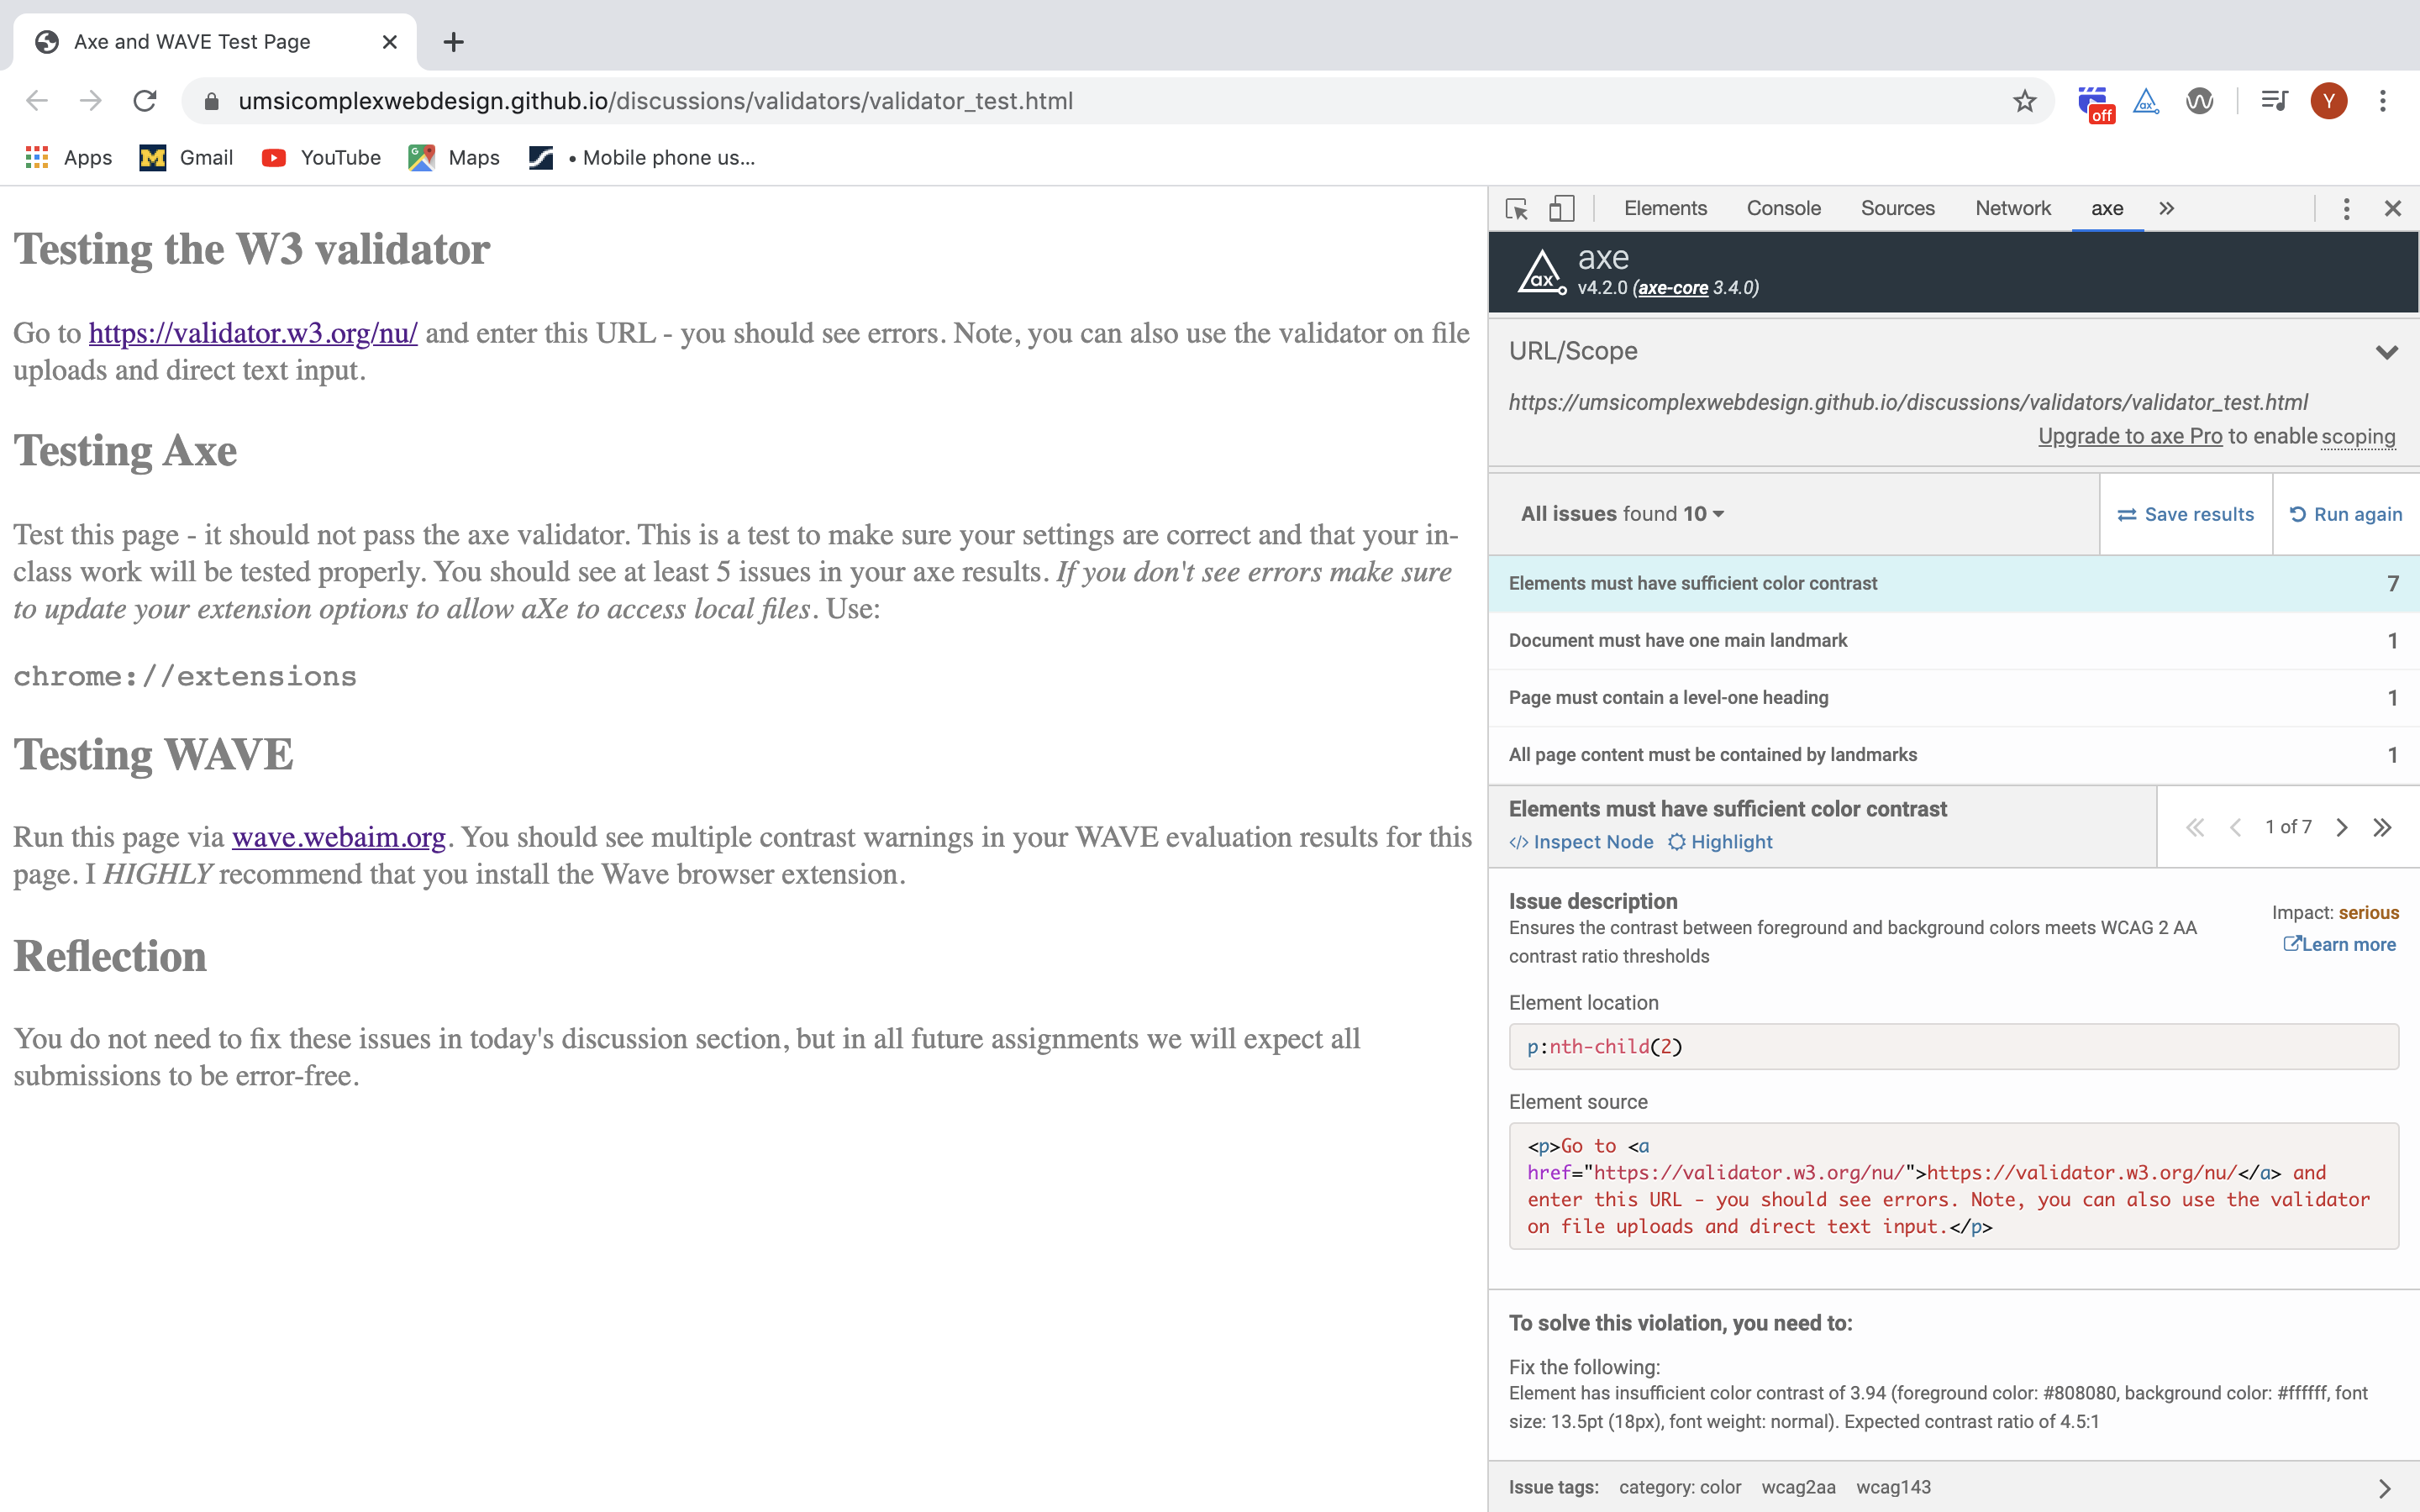 Axe and WAVE Test Page
umsicomplexwebdesign.github.io/discussions/validators/validator_test.html
off
ax
Y
Apps
Gmail
YouTube
Maps
• Mobile phone us...
Testing the W3 validator
Go to https://validator.w3.org/nu/ and enter this URL - you should see errors. Note, you can also use the validator on file
uploads and direct text input.
Testing Axe
Test this page - it should not pass the axe validator. This is a test to make sure your settings are correct and that your in-
class work will be tested properly. You should see at least 5 issues in your axe results. If you don't see errors make sure
to update your extension options to allow aXe to access local files. Use:
chrome://extensions
Testing WAVE
Run this page via wave.webaim.org. You should see multiple contrast warnings in your WAVE evaluation results for this
page. I HIGHLY recommend that you install the Wave browser extension.
Reflection
You do not need to fix these issues in today's discussion section, but in all future assignments we will expect all
submissions to be error-free.
Elements Console Sources Network axe
ax
axe
v4.2.0 (axe-core 3.4.0)
URL/Scope
https://umsicomplexwebdesign.github.io/discussions/validators/validator_test.html
Upgrade to axe Pro to enable scoping
All issues found 10
Save results
Run again
Elements must have sufficient color contrast 7
Document must have one main landmark 1
Page must contain a level-one heading 1
All page content must be contained by landmarks 1
Elements must have sufficient color contrast
</> Inspect Node Highlight
1 of 7
Issue description
Ensures the contrast between foreground and background colors meets WCAG 2 AA
contrast ratio thresholds
Impact: serious
Learn more
Element location
p:nth-child(2)
Element source
<p>Go to <a
href="https://validator.w3.org/nu/">https://validator.w3.org/nu/</a> and
enter this URL - you should see errors. Note, you can also use the validator
on file uploads and direct text input.</p>
To solve this violation, you need to:
Fix the following:
Element has insufficient color contrast of 3.94 (foreground color: #808080, background color: #ffffff, font
size: 13.5pt (18px), font weight: normal). Expected contrast ratio of 4.5:1
Issue tags: category: color wcag2aa wcag143